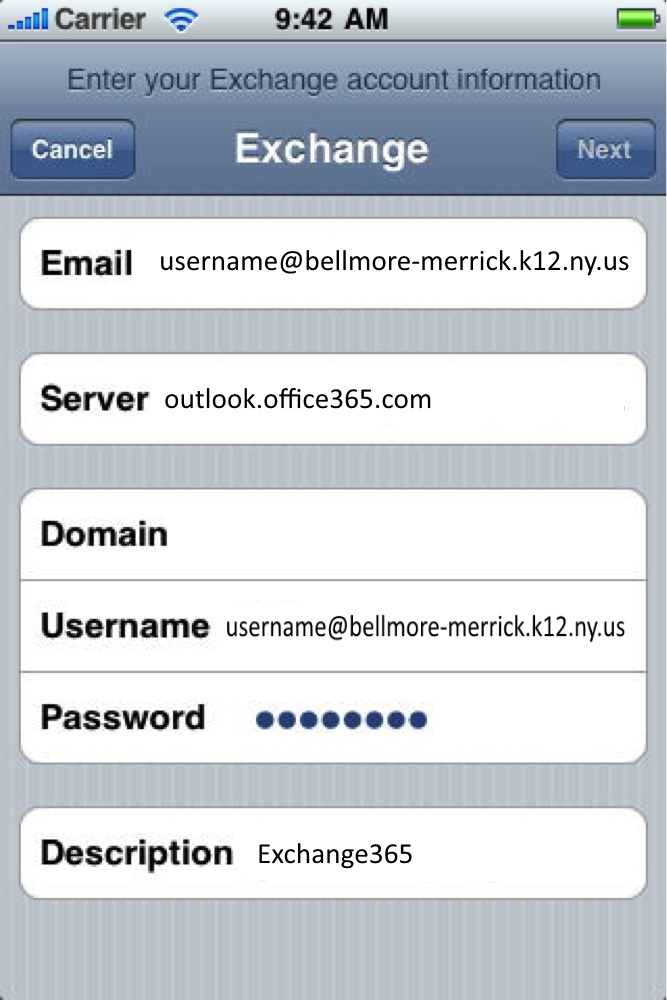 Carrier 9:42 AM
Enter your Exchange account information
Cancel Exchange Next
Email username@bellmore-merrick.k12.ny.us
Server outlook.office365.com
Domain
Username username@bellmore-merrick.k12.ny.us
Password ●●●●●●●●
Description Exchange365